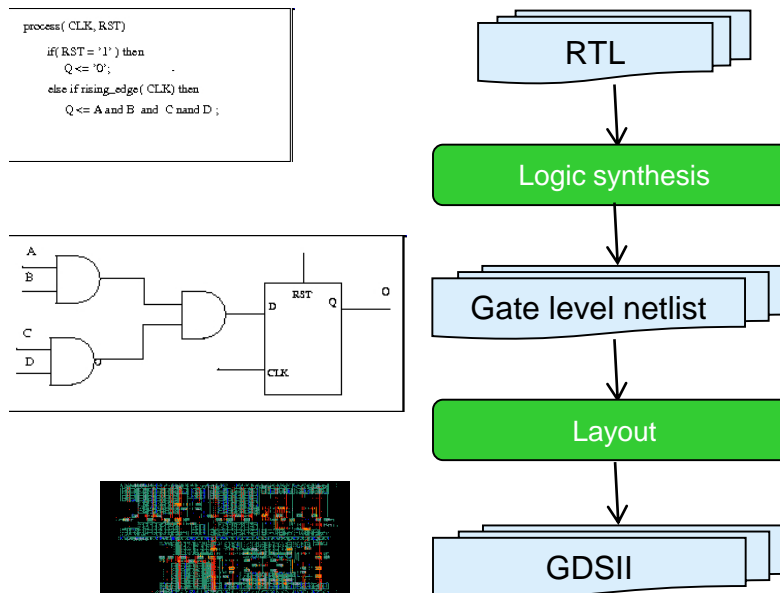 process( CLK, RST)
if( RST = '1' ) then
Q <= '0';
else if rising_edge( CLK) then
Q <= A and B and C nand D ;
RTL
Logic synthesis
Gate level netlist
Layout
GDSII
A
B
C
D
RST
D
Q
O
CLK